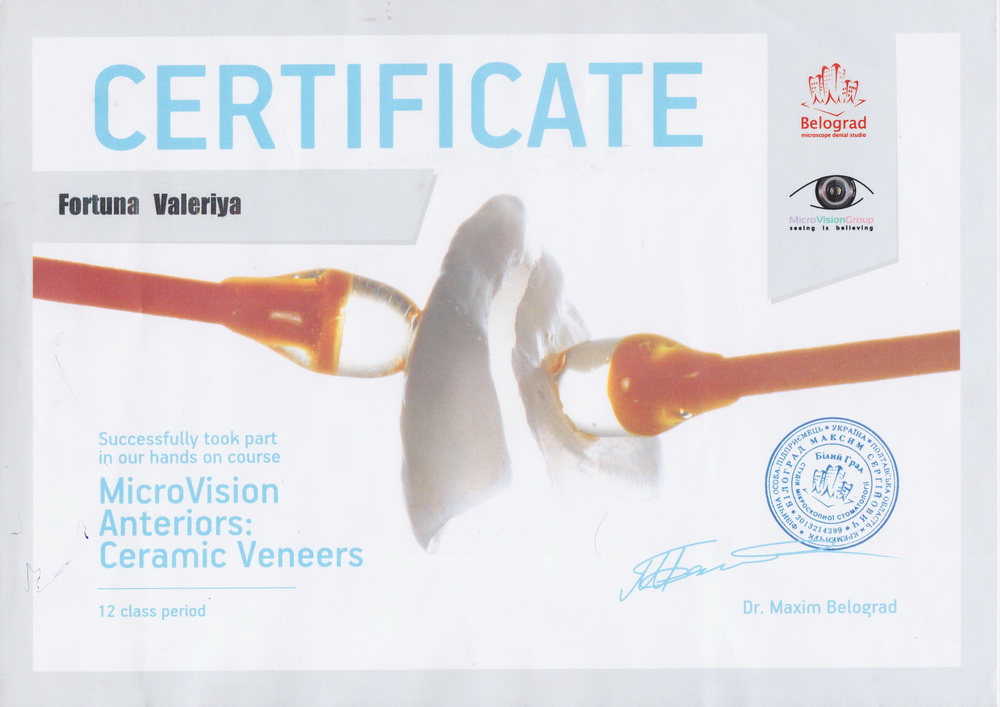 CERTIFICATE
Belograd
microscope dental studio
Fortuna Valeriya
MicroVisionGroup
seeing is believing
Successfully took part
in our hands on course
MicroVision
Anteriors:
Ceramic Veneers
12 class period
ФІЗИЧНА ОСОБА-ПІДПРИЄМЕЦЬ * УКРАЇНА * ПОЛТАВСЬКА ОБЛАСТЬ * КРЕМЕНЧУК *
БІЛОГРАД МАКСИМ СЕРГІЙОВИЧ
* 3013214399 *
Білий Град
студія мікроскопної стоматології
Dr. Maxim Belograd